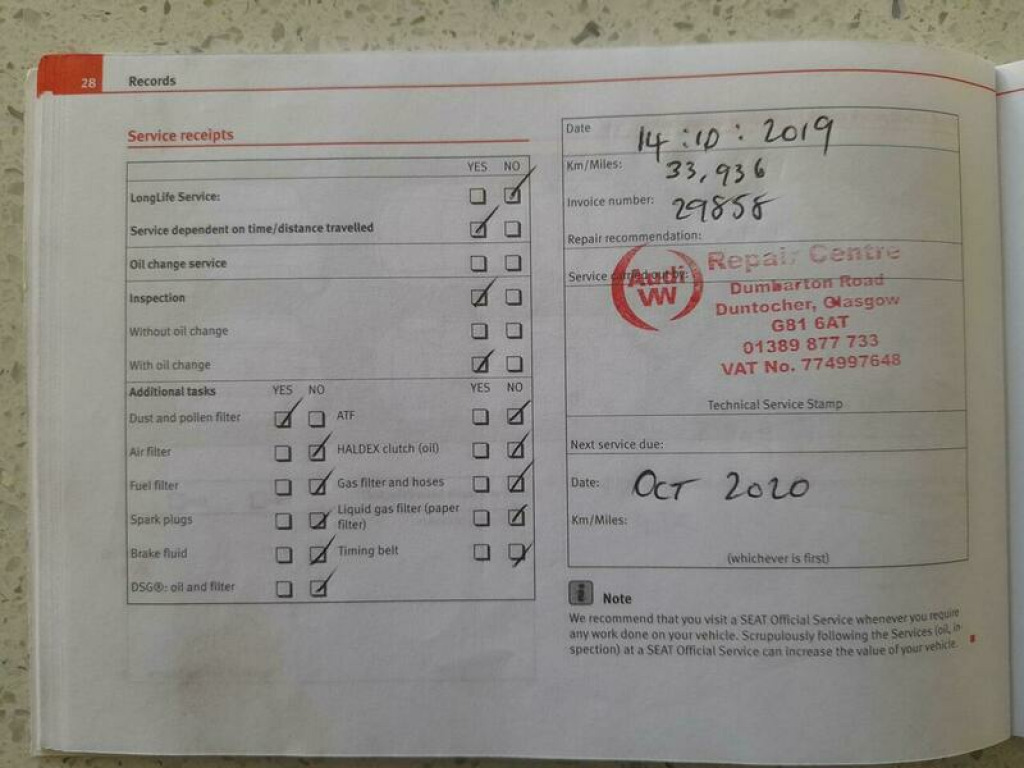 28 Records
Service receipts
YES NO
LongLife Service:
Service dependent on time/distance travelled
Oil change service
Inspection
Without oil change
With oil change
Additional tasks YES NO YES NO
Dust and pollen filter ATF
Air filter HALDEX clutch (oil)
Fuel filter Gas filter and hoses
Spark plugs Liquid gas filter (paper
filter)
Brake fluid Timing belt
DSG®: oil and filter
Date 14:10:2019
Km/Miles: 33,936
Invoice number: 29858
Repair recommendation:
Service carried out by:
Audi
VW
Repair Centre
Dumbarton Road
Duntocher, Glasgow
G81 6AT
01389 877 733
VAT No. 774997648
Technical Service Stamp
Next service due:
Date: OCT 2020
Km/Miles:
(whichever is first)
i Note
We recommend that you visit a SEAT Official Service whenever you require
any work done on your vehicle. Scrupulously following the Services (oil, in-
spection) at a SEAT Official Service can increase the value of your vehicle.